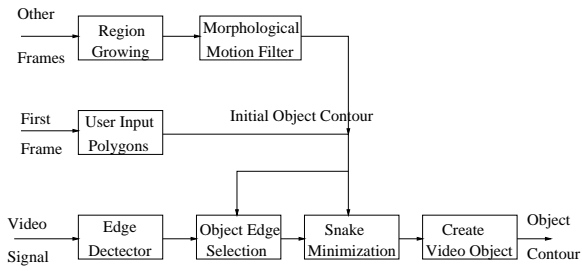 Other
Frames
Region
Growing
Morphological
Motion Filter
Initial Object Contour
First
Frame
User Input
Polygons
Video
Signal
Edge
Dectector
Object Edge
Selection
Snake
Minimization
Create
Video Object
Object
Contour